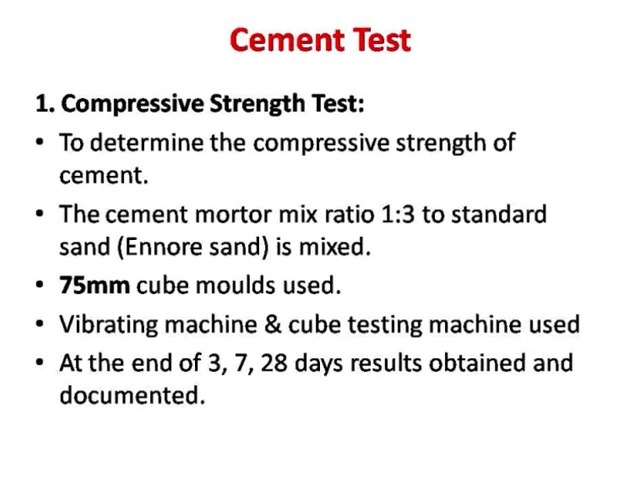 Cement Test
1. Compressive Strength Test:
• To determine the compressive strength of
cement.
• The cement mortor mix ratio 1:3 to standard
sand (Ennore sand) is mixed.
• 75mm cube moulds used.
• Vibrating machine & cube testing machine used
• At the end of 3, 7, 28 days results obtained and
documented.